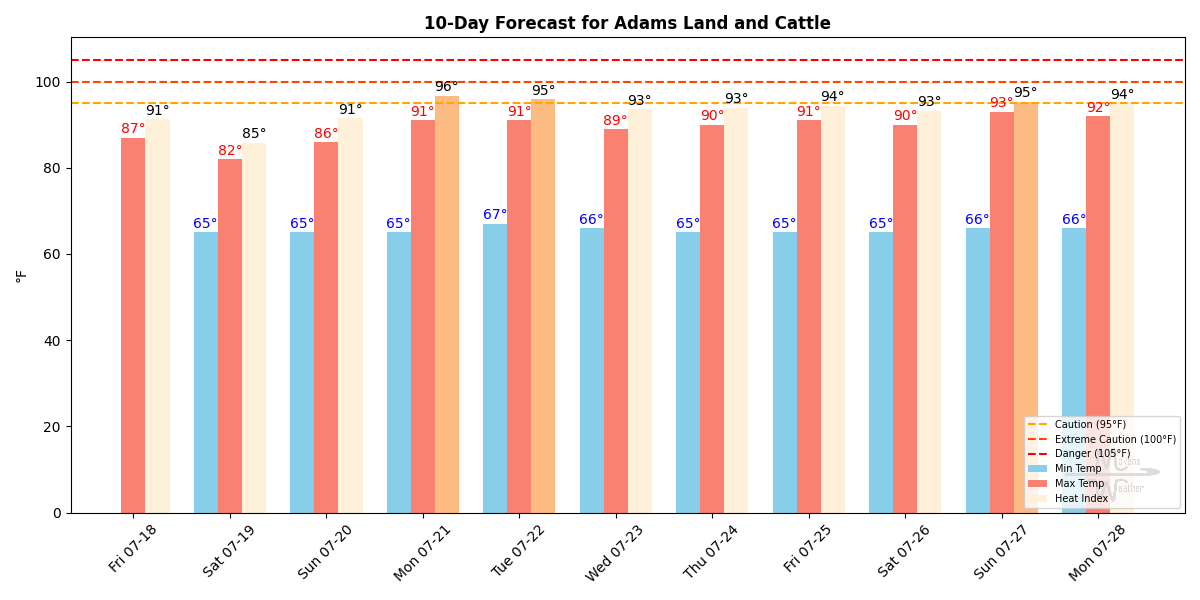 10-Day Forecast for Adams Land and Cattle
°F
100
80
60
40
20
0
87° 91°
65° 82° 85°
65° 86° 91°
65° 91° 96°
67° 91° 95°
66° 89° 93°
65° 90° 93°
65° 91° 94°
65° 90° 93°
66° 93° 95°
66° 92° 94°
Caution (95°F)
Extreme Caution (100°F)
Danger (105°F)
Min Temp
Max Temp
Heat Index
Fri 07-18
Sat 07-19
Sun 07-20
Mon 07-21
Tue 07-22
Wed 07-23
Thu 07-24
Fri 07-25
Sat 07-26
Sun 07-27
Mon 07-28